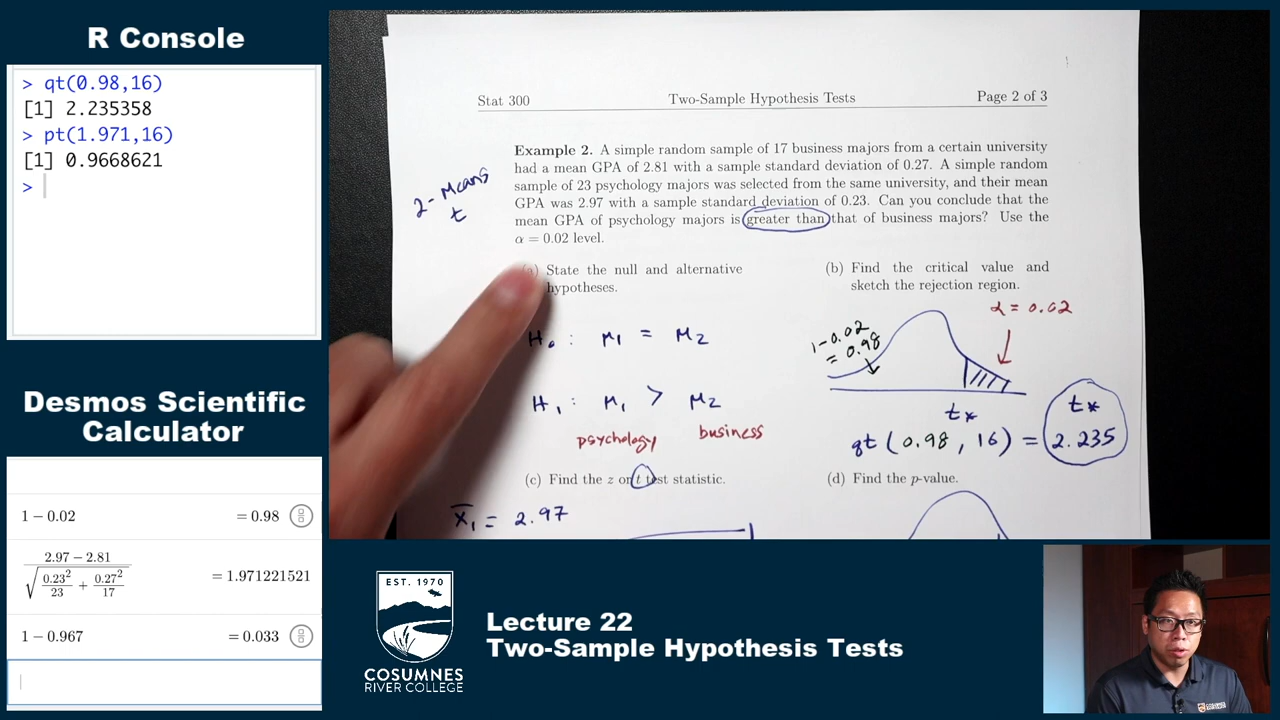 R Console
> qt(0.98,16)
[1] 2.235358
> pt(1.971,16)
[1] 0.9668621
>
Desmos Scientific
Calculator
1 − 0.02 = 0.98
2.97 − 2.81
√ 0.23² / 23 + 0.27² / 17 = 1.971221521
1 − 0.967 = 0.033
Stat 300 Two-Sample Hypothesis Tests Page 2 of 3
2-Means
t
Example 2. A simple random sample of 17 business majors from a certain university
had a mean GPA of 2.81 with a sample standard deviation of 0.27. A simple random
sample of 23 psychology majors was selected from the same university, and their mean
GPA was 2.97 with a sample standard deviation of 0.23. Can you conclude that the
mean GPA of psychology majors is greater than that of business majors? Use the
α = 0.02 level.
(a) State the null and alternative
hypotheses.
H₀ : μ₁ = μ₂
H₁ : μ₁ > μ₂
psychology business
(b) Find the critical value and
sketch the rejection region.
α = 0.02
1−0.02
= 0.98
t*
qt (0.98, 16) = t* 2.235
(c) Find the z or t test statistic.
x̄₁ = 2.97
(d) Find the p-value.
EST. 1970
COSUMNES
RIVER COLLEGE
Lecture 22
Two-Sample Hypothesis Tests